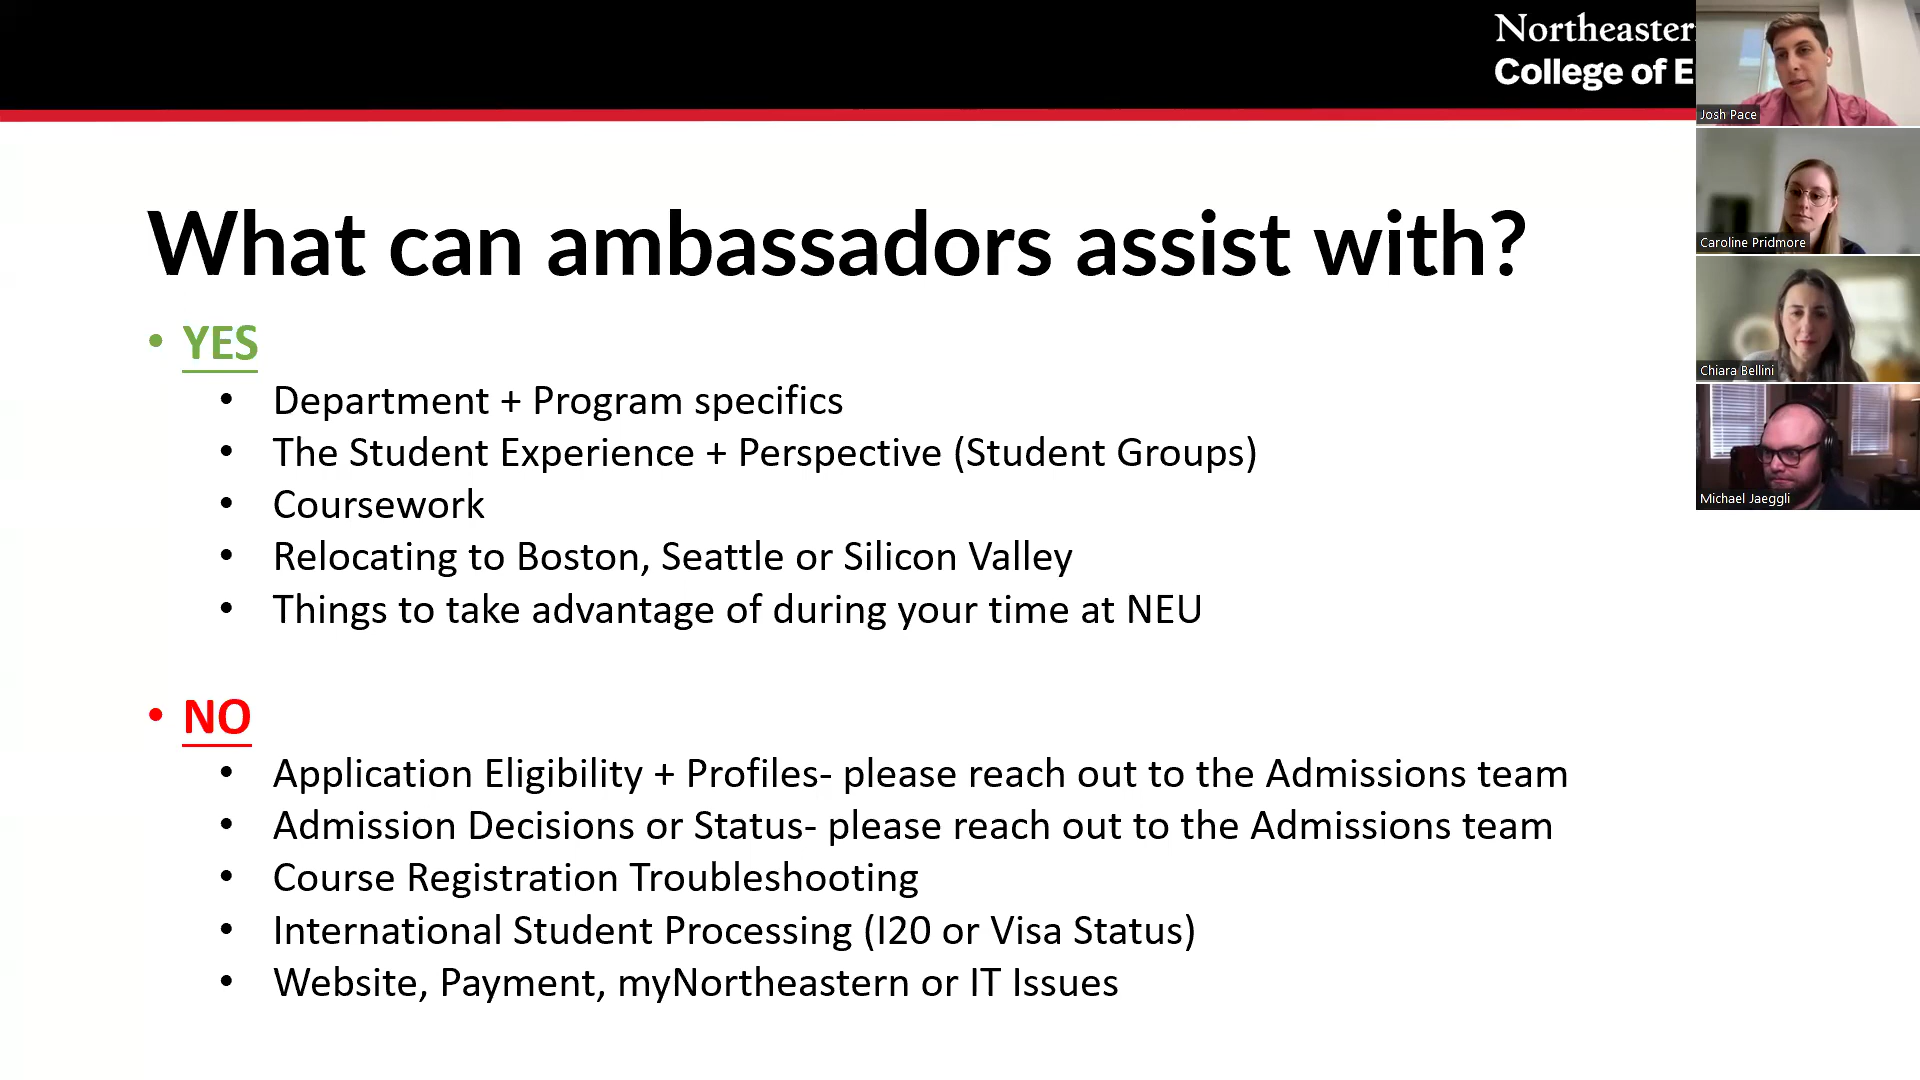 Northeaster
College of E
What can ambassadors assist with?
• YES
• Department + Program specifics
• The Student Experience + Perspective (Student Groups)
• Coursework
• Relocating to Boston, Seattle or Silicon Valley
• Things to take advantage of during your time at NEU
• NO
• Application Eligibility + Profiles- please reach out to the Admissions team
• Admission Decisions or Status- please reach out to the Admissions team
• Course Registration Troubleshooting
• International Student Processing (I20 or Visa Status)
• Website, Payment, myNortheastern or IT Issues
Josh Pace
Caroline Pridmore
Chiara Bellini
Michael Jaeggli